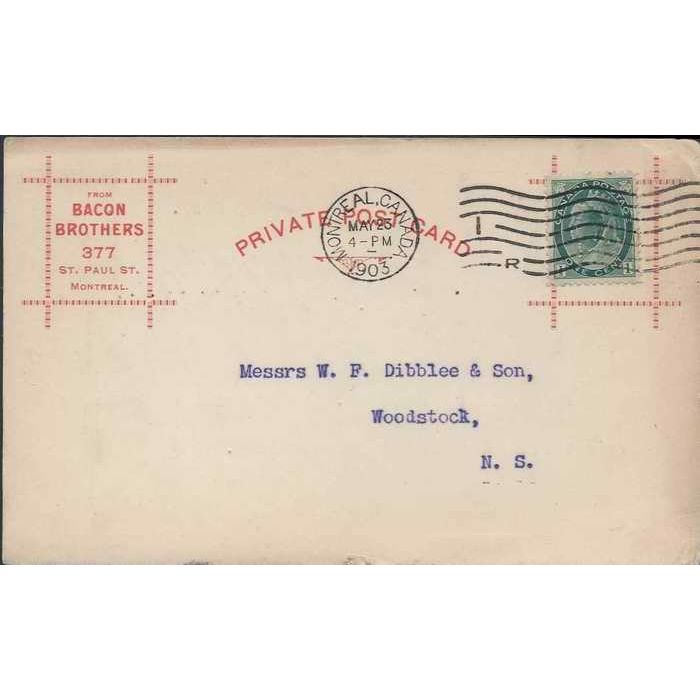 FROM
BACON
BROTHERS
377
ST. PAUL ST.
MONTREAL.
PRIVATE POST CARD
MONTREAL, CANADA
MAY 25
4-PM
1903
I
R
CANADA POSTAGE
ONE CENT 1
Messrs W. F. Dibblee & Son,
Woodstock,
N. S.